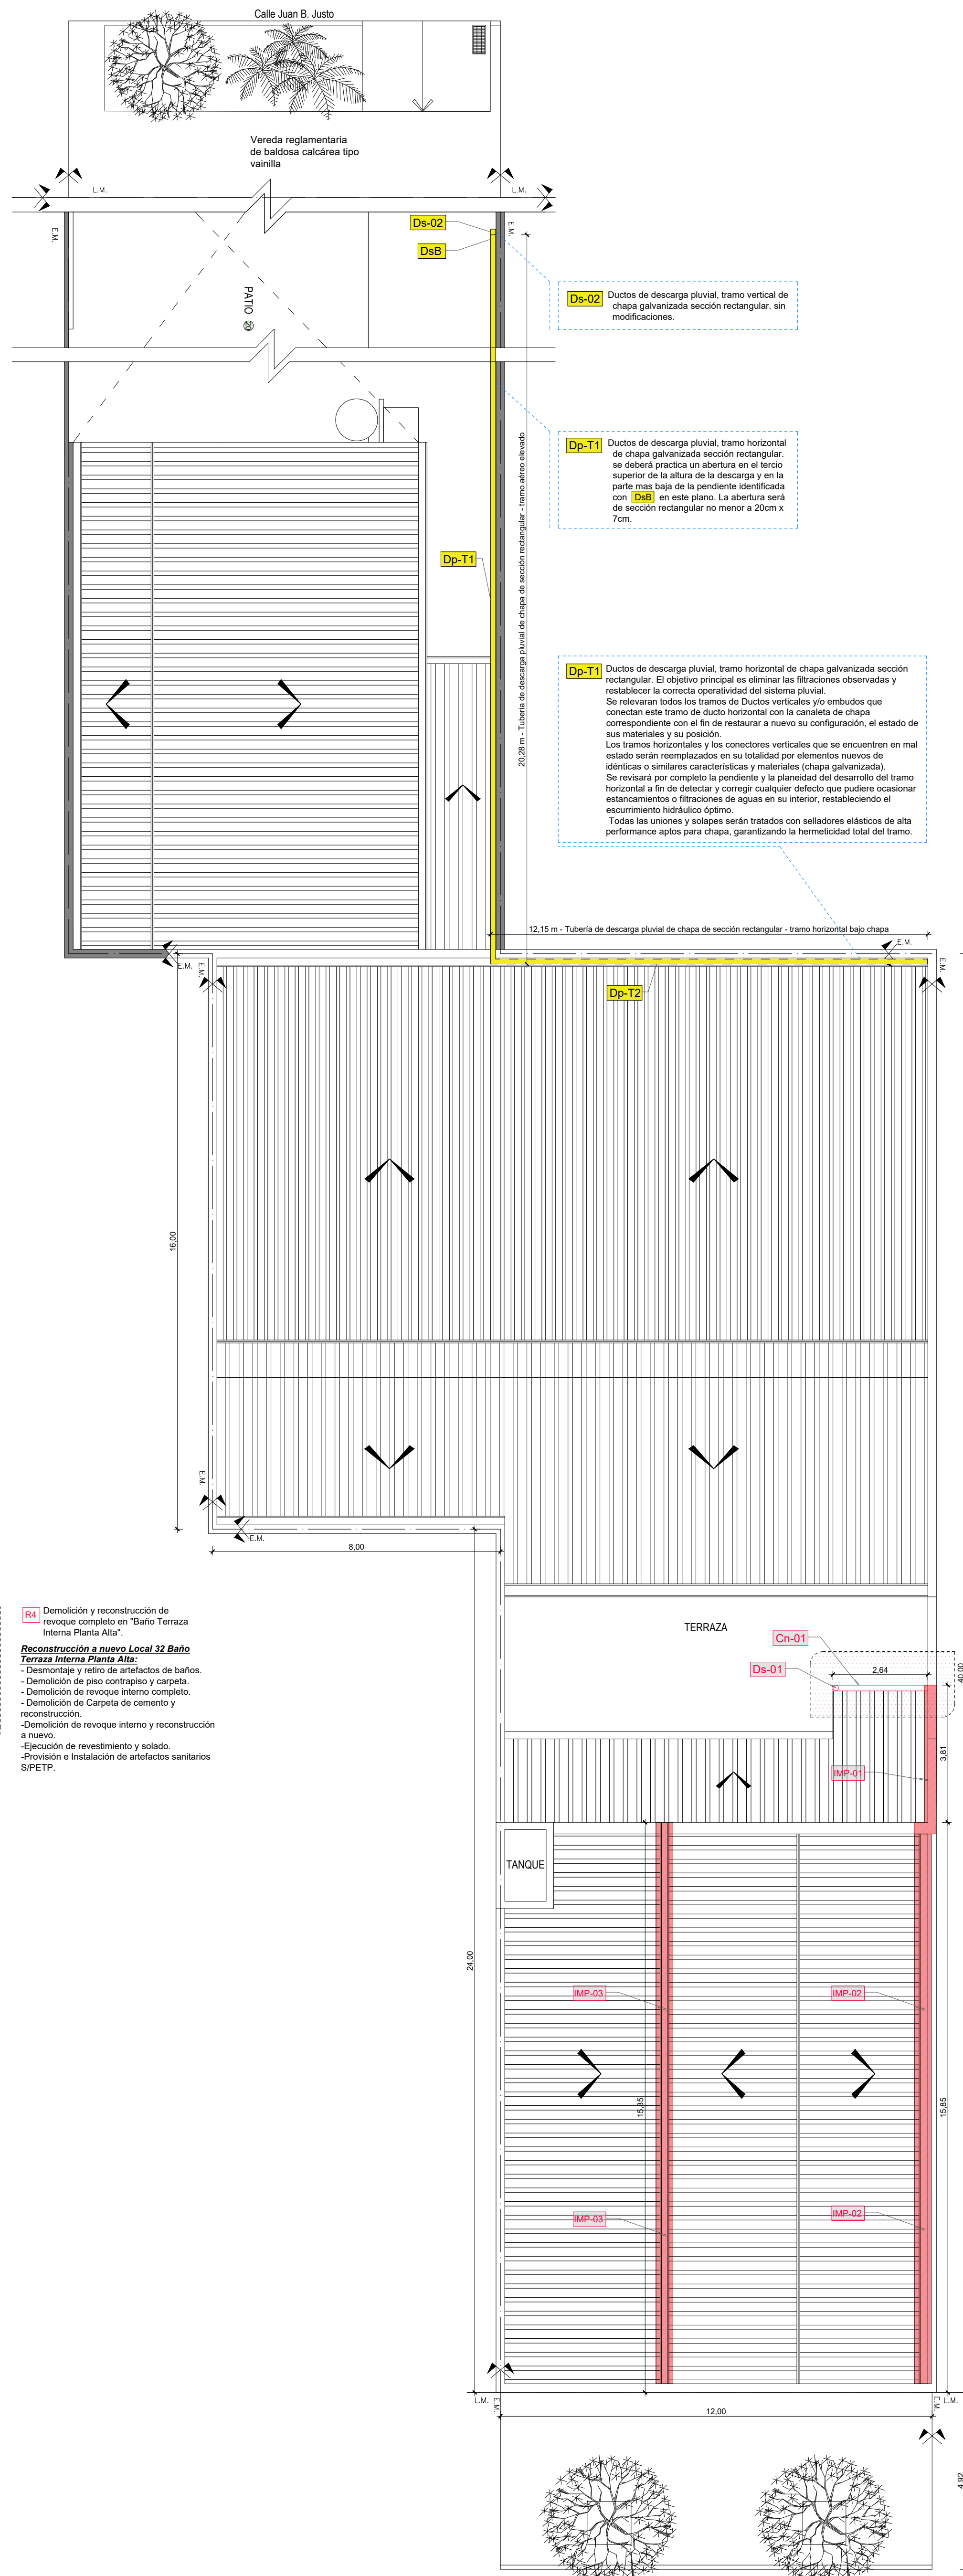 Calle Juan B. Justo
Vereda reglamentaria
de baldosa calcárea tipo
vainilla
L.M.
L.M.
E.M.
E.M.
Ds-02
DsB
PATIO 20
Ds-02 Ductos de descarga pluvial, tramo vertical de
chapa galvanizada sección rectangular. sin
modificaciones.
Dp-T1 Ductos de descarga pluvial, tramo horizontal
de chapa galvanizada sección rectangular.
se deberá practica un abertura en el tercio
superior de la altura de la descarga y en la
parte mas baja de la pendiente identificada
con DsB en este plano. La abertura será
de sección rectangular no menor a 20cm x
7cm.
20,28 m - Tubería de descarga pluvial de chapa de sección rectangular - tramo aéreo elevado
Dp-T1
Dp-T1 Ductos de descarga pluvial, tramo horizontal de chapa galvanizada sección
rectangular. El objetivo principal es eliminar las filtraciones observadas y
restablecer la correcta operatividad del sistema pluvial.
Se relevaran todos los tramos de Ductos verticales y/o embudos que
conectan este tramo de ducto horizontal con la canaleta de chapa
correspondiente con el fin de restaurar a nuevo su configuración, el estado de
sus materiales y su posición.
Los tramos horizontales y los conectores verticales que se encuentren en mal
estado serán reemplazados en su totalidad por elementos nuevos de
idénticas o similares características y materiales (chapa galvanizada).
Se revisará por completo la pendiente y la planeidad del desarrollo del tramo
horizontal a fin de detectar y corregir cualquier defecto que pudiere ocasionar
estancamientos o filtraciones de aguas en su interior, restableciendo el
escurrimiento hidráulico óptimo.
Todas las uniones y solapes serán tratados con selladores elásticos de alta
performance aptos para chapa, garantizando la hermeticidad total del tramo.
12,15 m - Tubería de descarga pluvial de chapa de sección rectangular - tramo horizontal bajo chapa
E.M.
E.M.
E.M.
E.M.
Dp-T2
16.00
E.M.
E.M.
8,00
R4 Demolición y reconstrucción de
revoque completo en "Baño Terraza
Interna Planta Alta".
Reconstrucción a nuevo Local 32 Baño
Terraza Interna Planta Alta:
- Desmontaje y retiro de artefactos de baños.
- Demolición de piso contrapiso y carpeta.
- Demolición de revoque interno completo.
- Demolición de Carpeta de cemento y
reconstrucción.
-Demolición de revoque interno y reconstrucción
a nuevo.
-Ejecución de revestimiento y solado.
-Provisión e Instalación de artefactos sanitarios
S/PETP.
TERRAZA
Cn-01
Ds-01
2,64
40,00
3,81
IMP-01
TANQUE
24,00
IMP-03
IMP-02
15,85
15,85
IMP-03
IMP-02
L.M.
E.M.
E.M.
L.M.
12,00
4,92